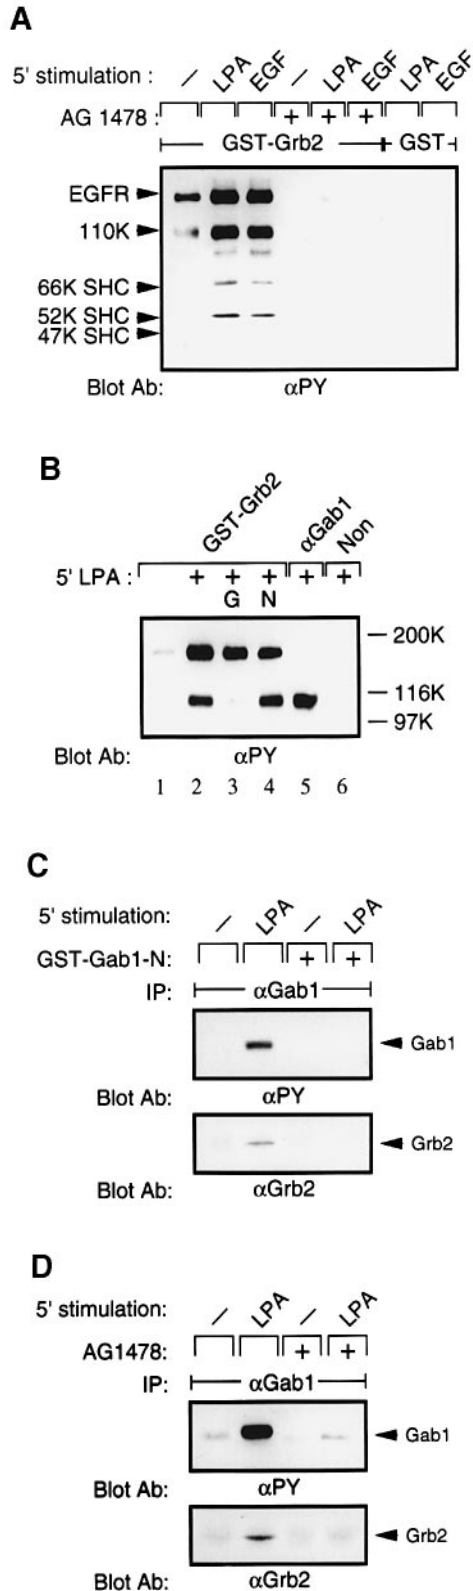 A
5' stimulation : — LPA EGF — LPA EGF LPA EGF
AG 1478 : + + +
GST-Grb2 GST
EGFR
110K
66K SHC
52K SHC
47K SHC
Blot Ab: αPY
B
GST-Grb2 αGab1 Non
5' LPA : + + + + +
G N
200K
116K
97K
Blot Ab: αPY
1 2 3 4 5 6
C
5' stimulation: — LPA — LPA
GST-Gab1-N: + +
IP: αGab1
Gab1
Blot Ab: αPY
Grb2
Blot Ab: αGrb2
D
5' stimulation: — LPA — LPA
AG1478: + +
IP: αGab1
Gab1
Blot Ab: αPY
Grb2
Blot Ab: αGrb2